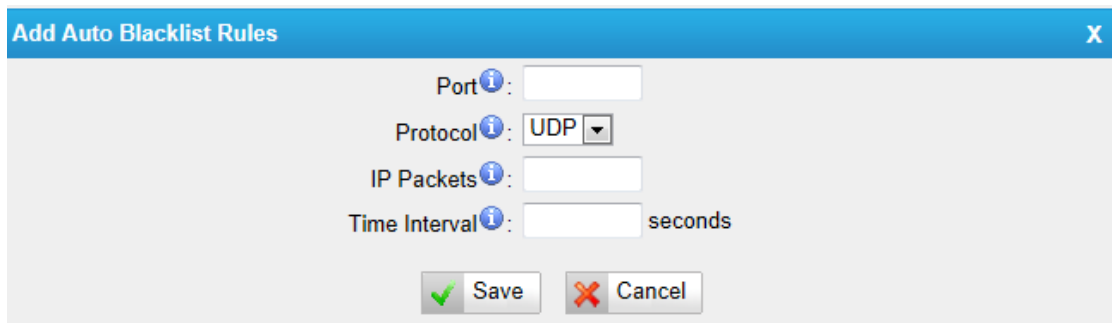 Add Auto Blacklist Rules X
Port i :
Protocol i : UDP
IP Packets i :
Time Interval i : seconds
Save Cancel